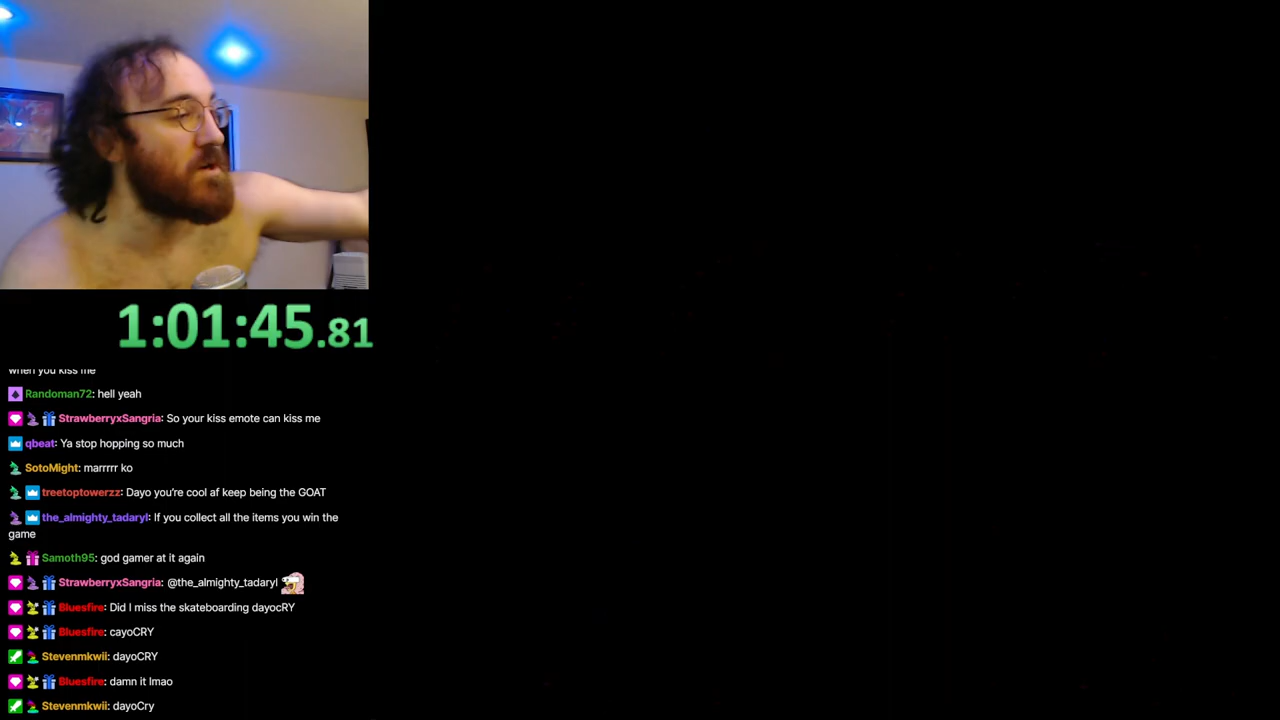 1:01:45.81
when you kiss me
Randoman72: hell yeah
StrawberryxSangria: So your kiss emote can kiss me
qbeat: Ya stop hopping so much
SotoMight: marrrrr ko
treetoptowerzz: Dayo you're cool af keep being the GOAT
the_almighty_tadaryl: If you collect all the items you win the
game
Samoth95: god gamer at it again
StrawberryxSangria: @the_almighty_tadaryl
Bluesfire: Did I miss the skateboarding dayocRY
Bluesfire: cayoCRY
Stevenmkwii: dayoCRY
Bluesfire: damn it lmao
Stevenmkwii: dayoCry